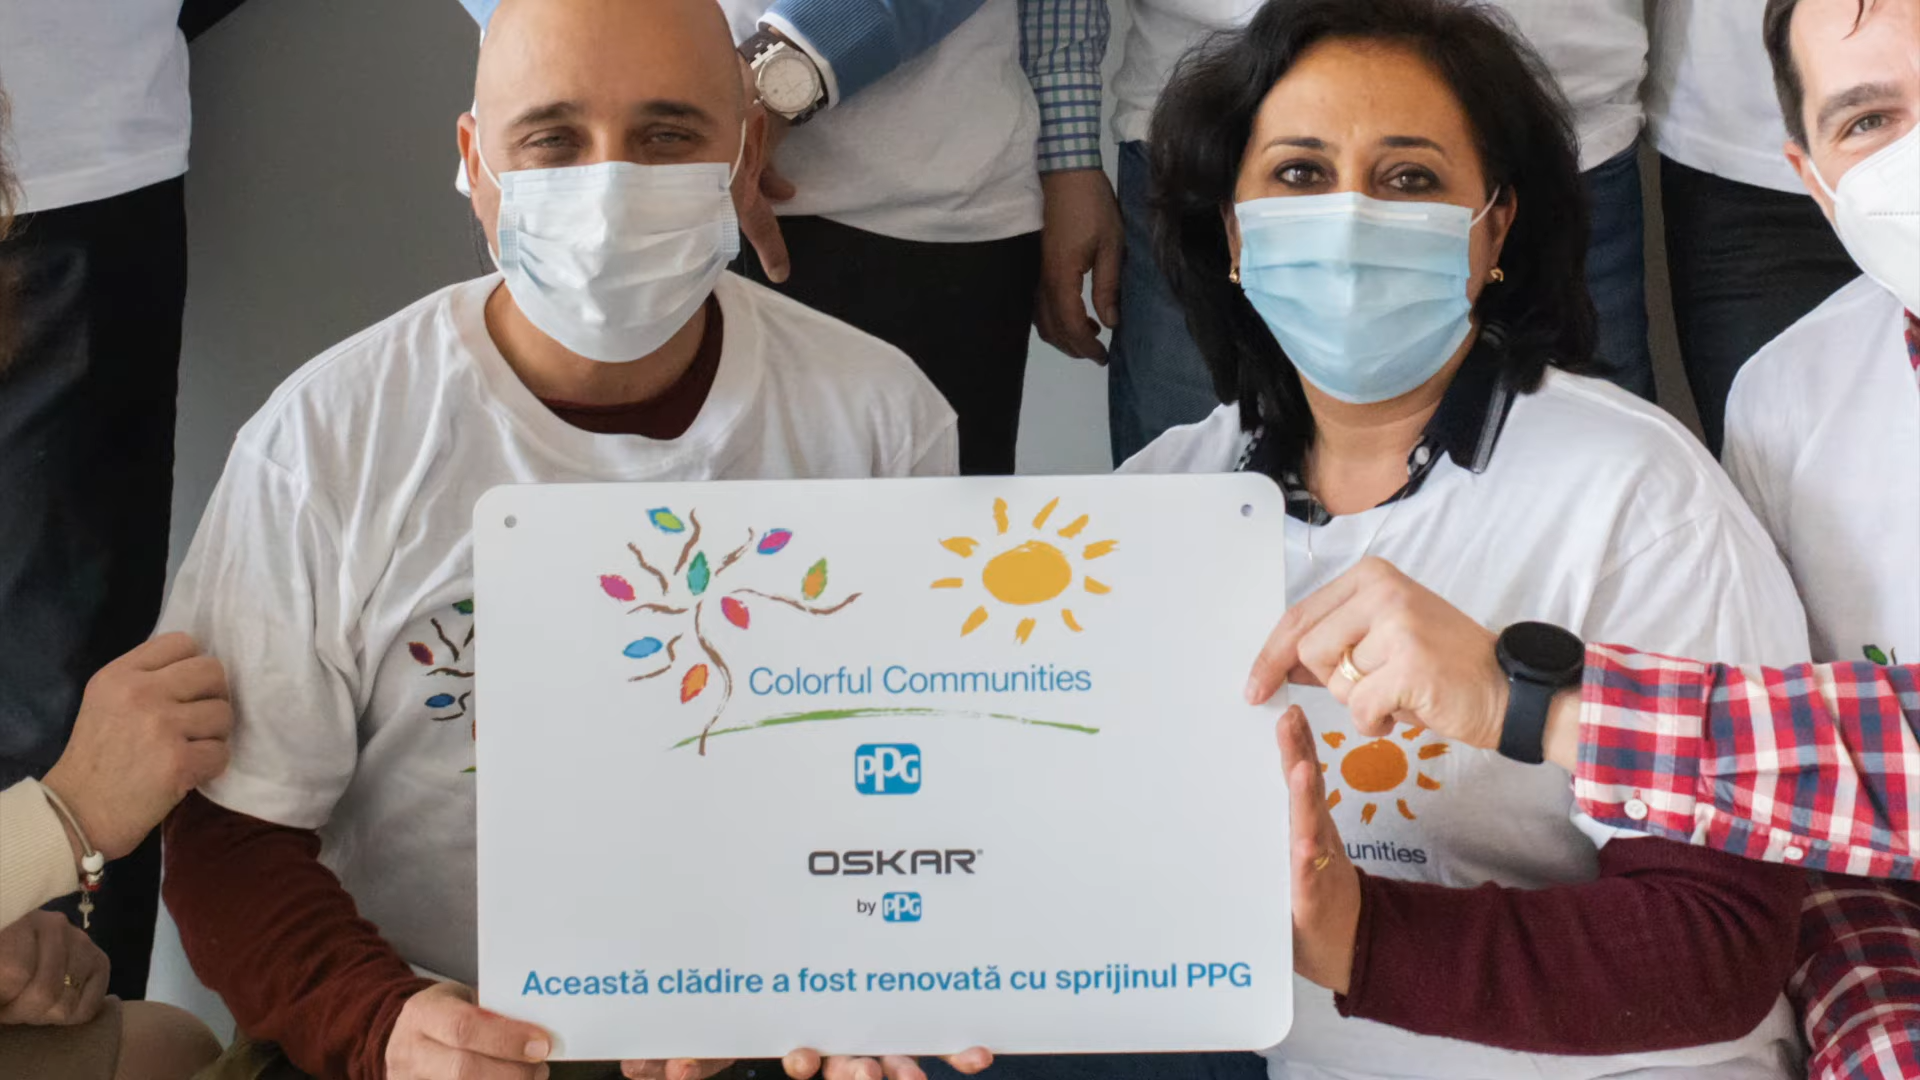 Colorful Communities
PPG
OSKAR®
by PPG
Această clădire a fost renovată cu sprijinul PPG
unities